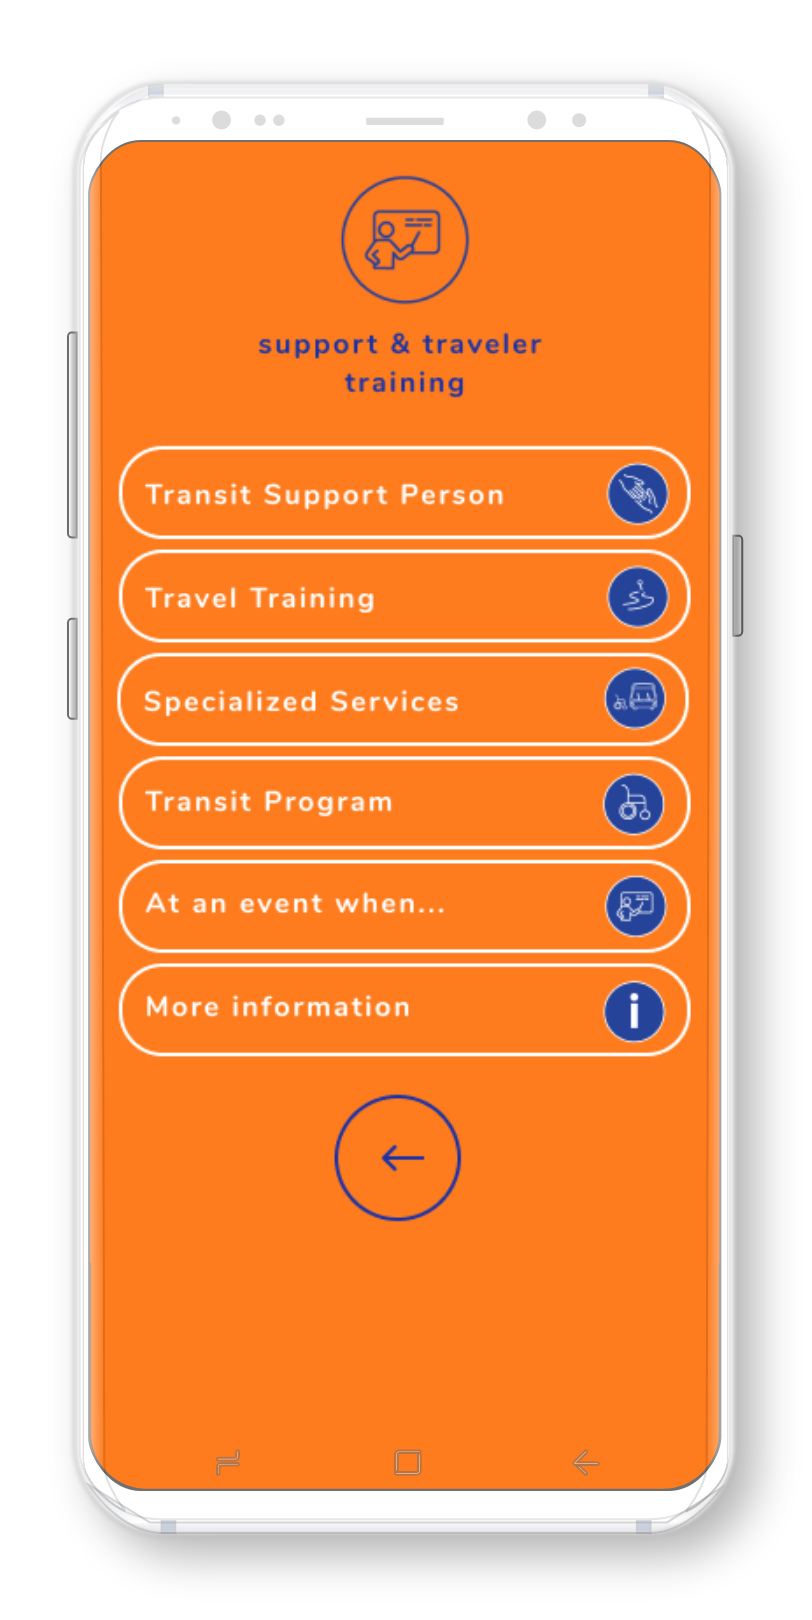 support & traveler
training
Transit Support Person
Travel Training
Specialized Services
Transit Program
At an event when...
More information
i